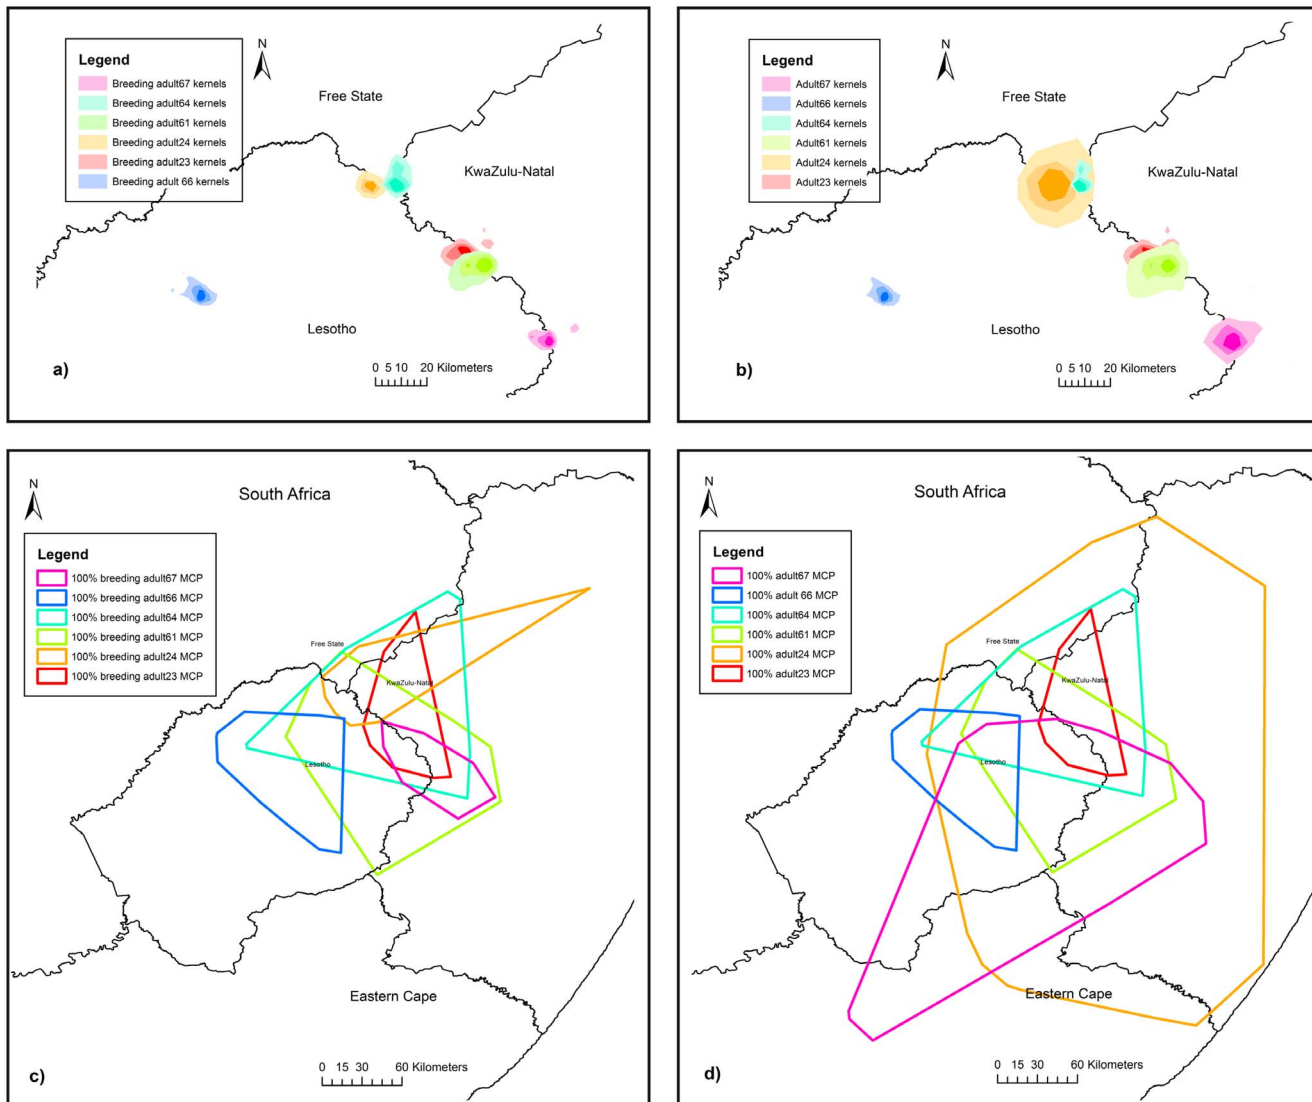 N
Legend
Breeding adult67 kernels
Breeding adult64 kernels
Breeding adult61 kernels
Breeding adult24 kernels
Breeding adult23 kernels
Breeding adult 66 kernels
Free State
KwaZulu-Natal
Lesotho
a)
0 5 10 20 Kilometers
N
Legend
Adult67 kernels
Adult66 kernels
Adult64 kernels
Adult61 kernels
Adult24 kernels
Adult23 kernels
Free State
KwaZulu-Natal
Lesotho
b)
0 5 10 20 Kilometers
N
South Africa
Legend
100% breeding adult67 MCP
100% breeding adult66 MCP
100% breeding adult64 MCP
100% breeding adult61 MCP
100% breeding adult24 MCP
100% breeding adult23 MCP
Free State
KwaZulu-Natal
Lesotho
Eastern Cape
c)
0 15 30 60 Kilometers
N
South Africa
Legend
100% adult67 MCP
100% adult 66 MCP
100% adult64 MCP
100% adult61 MCP
100% adult24 MCP
100% adult23 MCP
Free State
KwaZulu-Natal
Lesotho
Eastern Cape
d)
0 15 30 60 Kilometers